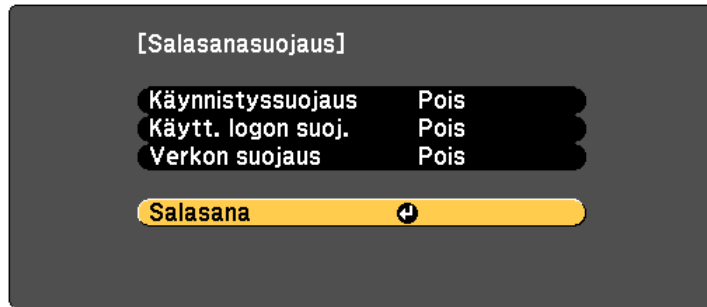 [Salasanasuojaus]
Käynnistyssuojaus Pois
Käytt. logon suoj. Pois
Verkon suojaus Pois
Salasana